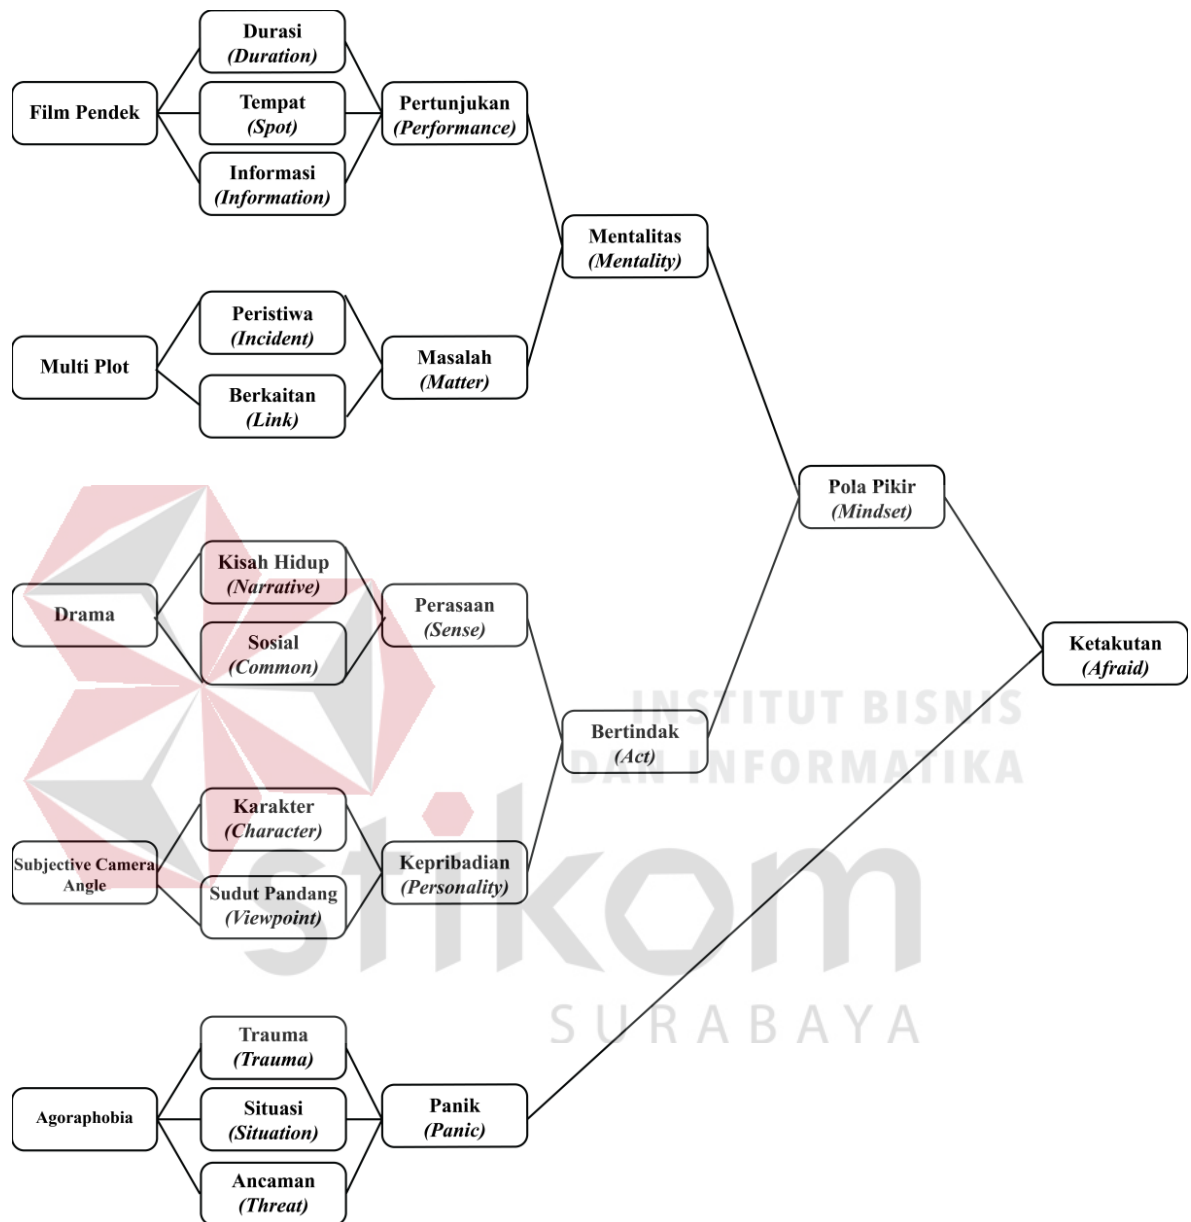 Durasi
(Duration)
Film Pendek
Tempat
(Spot)
Pertunjukan
(Performance)
Informasi
(Information)
Mentalitas
(Mentality)
Multi Plot
Peristiwa
(Incident)
Berkaitan
(Link)
Masalah
(Matter)
Pola Pikir
(Mindset)
Drama
Kisah Hidup
(Narrative)
Sosial
(Common)
Perasaan
(Sense)
Ketakutan
(Afraid)
Bertindak
(Act)
INSTITUT BISNIS
DAN INFORMATIKA
stikom
SURABAYA
Subjective Camera
Angle
Karakter
(Character)
Sudut Pandang
(Viewpoint)
Kepribadian
(Personality)
Agoraphobia
Trauma
(Trauma)
Situasi
(Situation)
Ancaman
(Threat)
Panik
(Panic)